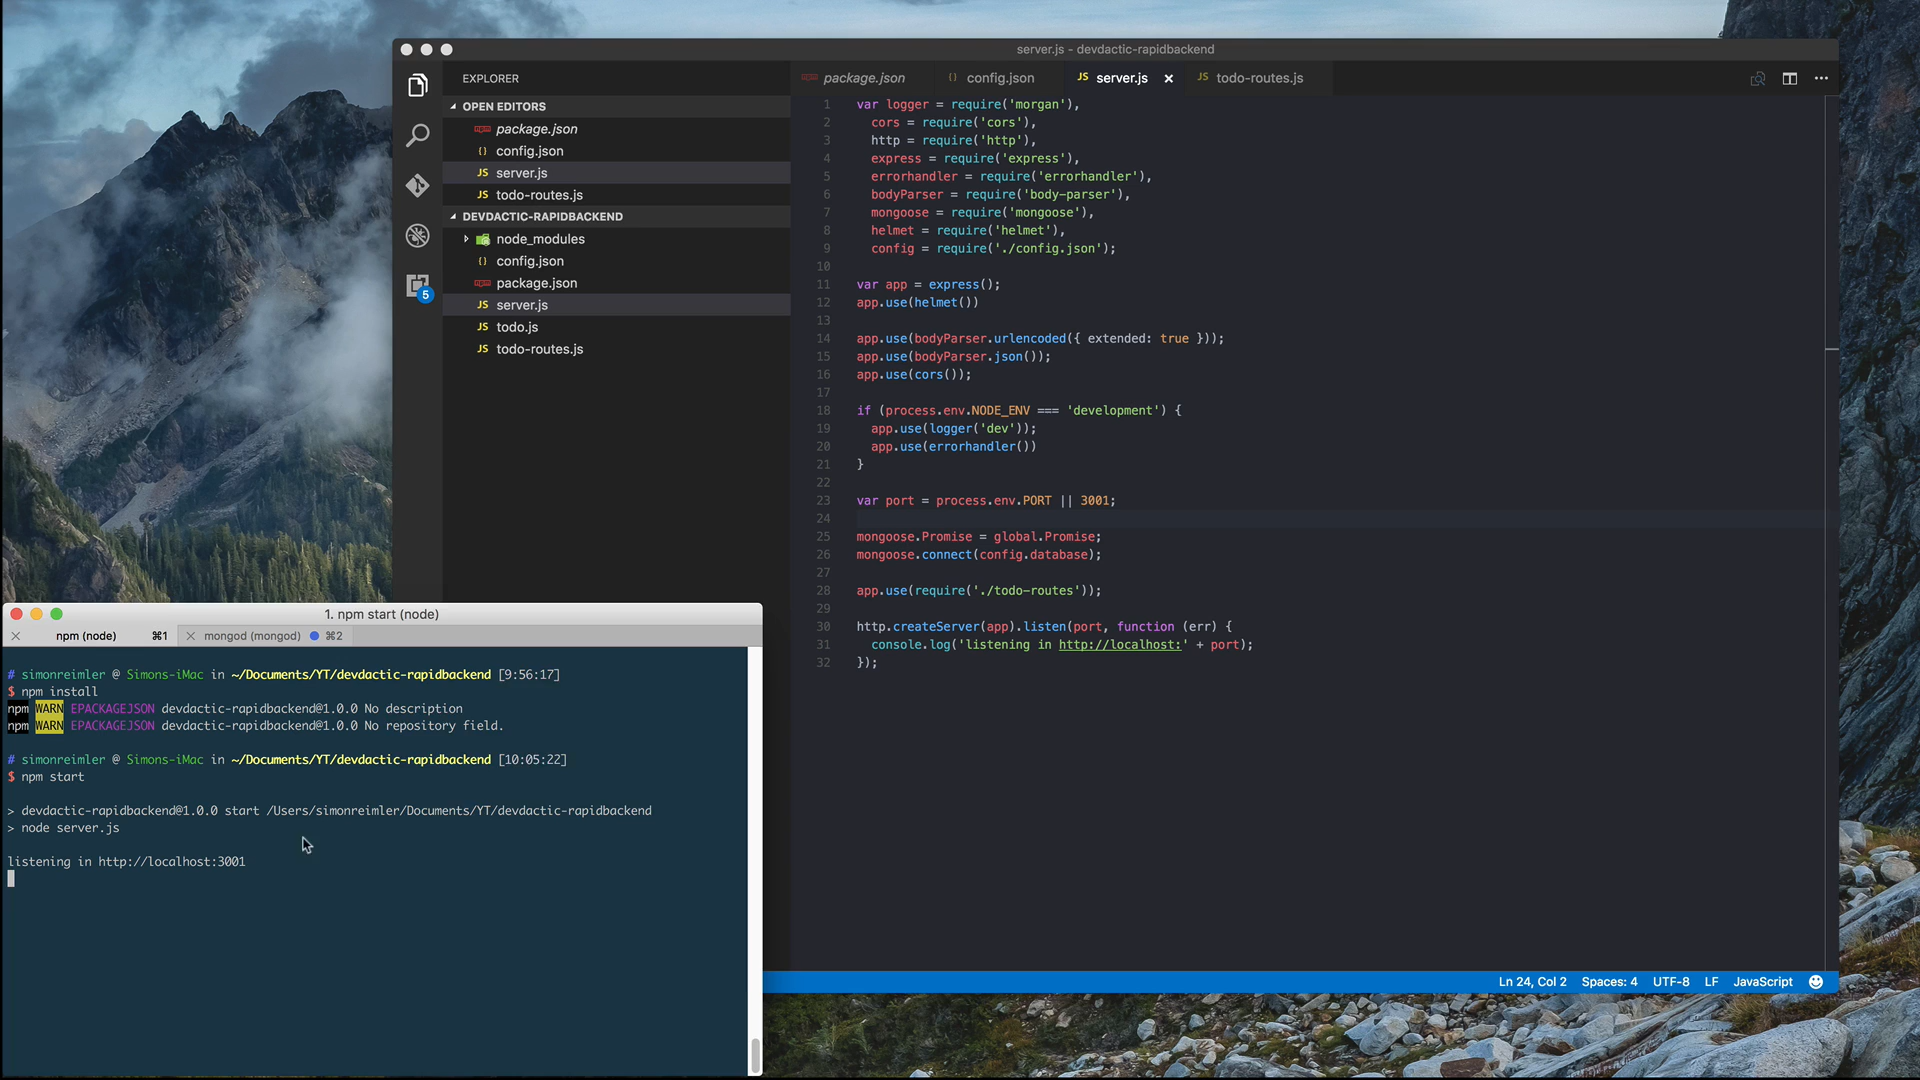 server.js - devdactic-rapidbackend
EXPLORER
OPEN EDITORS
package.json
{} config.json
JS server.js
JS todo-routes.js
DEVDACTIC-RAPIDBACKEND
node_modules
{} config.json
package.json
JS server.js
JS todo.js
JS todo-routes.js
5
package.json {} config.json JS server.js × JS todo-routes.js
1 var logger = require('morgan'),
2 cors = require('cors'),
3 http = require('http'),
4 express = require('express'),
5 errorhandler = require('errorhandler'),
6 bodyParser = require('body-parser'),
7 mongoose = require('mongoose'),
8 helmet = require('helmet'),
9 config = require('./config.json');
10
11 var app = express();
12 app.use(helmet())
13
14 app.use(bodyParser.urlencoded({ extended: true }));
15 app.use(bodyParser.json());
16 app.use(cors());
17
18 if (process.env.NODE_ENV === 'development') {
19 app.use(logger('dev'));
20 app.use(errorhandler())
21 }
22
23 var port = process.env.PORT || 3001;
24
25 mongoose.Promise = global.Promise;
26 mongoose.connect(config.database);
27
28 app.use(require('./todo-routes'));
29
30 http.createServer(app).listen(port, function (err) {
31 console.log('listening in http://localhost:' + port);
32 });
Ln 24, Col 2 Spaces: 4 UTF-8 LF JavaScript
1. npm start (node)
npm (node) ⌘1 mongod (mongod) ⌘2
# simonreimler @ Simons-iMac in ~/Documents/YT/devdactic-rapidbackend [9:56:17]
$ npm install
npm WARN EPACKAGEJSON devdactic-rapidbackend@1.0.0 No description
npm WARN EPACKAGEJSON devdactic-rapidbackend@1.0.0 No repository field.
# simonreimler @ Simons-iMac in ~/Documents/YT/devdactic-rapidbackend [10:05:22]
$ npm start
> devdactic-rapidbackend@1.0.0 start /Users/simonreimler/Documents/YT/devdactic-rapidbackend
> node server.js
listening in http://localhost:3001